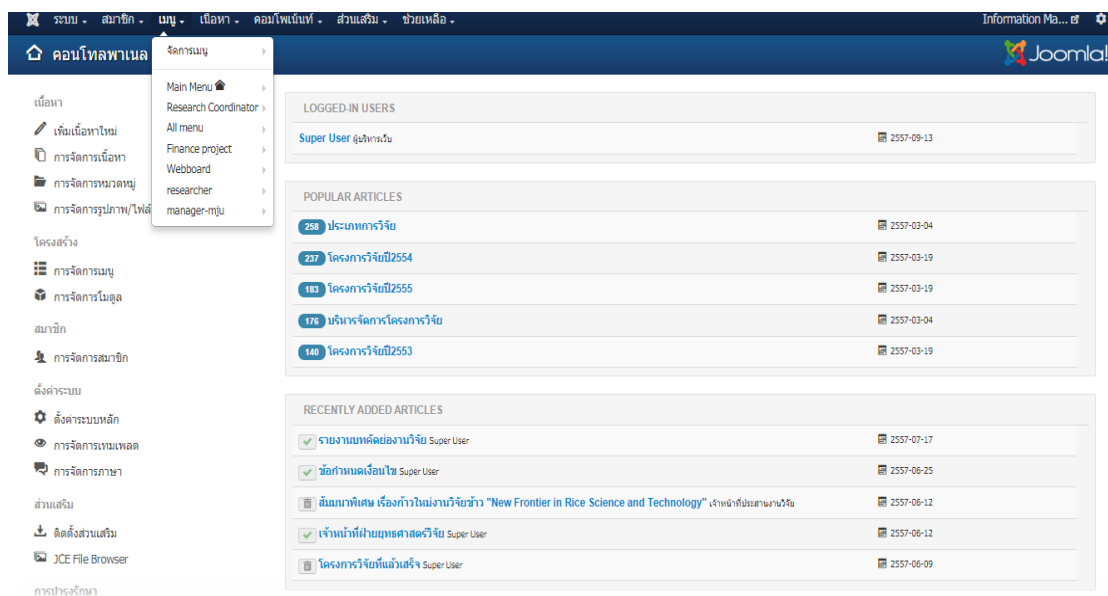 ระบบ สมาชิก เมนู เนื้อหา คอมโพเน้นท์ ส่วนเสริม ช่วยเหลือ Information Ma...
คอนโทลพาเนล Joomla!
จัดการเมนู
Main Menu
Research Coordinator
All menu
Finance project
Webboard
researcher
manager-mju
เนื้อหา
เพิ่มเนื้อหาใหม่
การจัดการเนื้อหา
การจัดการหมวดหมู่
การจัดการรูปภาพ/ไฟล์
โครงสร้าง
การจัดการเมนู
การจัดการโมดูล
สมาชิก
การจัดการสมาชิก
ตั้งค่าระบบ
ตั้งค่าระบบหลัก
การจัดการเทมเพลต
การจัดการภาษา
ส่วนเสริม
ติดตั้งส่วนเสริม
JCE File Browser
การบำรุงรักษา
LOGGED-IN USERS
Super User ผู้บริหารเว็บ 2557-09-13
POPULAR ARTICLES
258 ประเภทการวิจัย 2557-03-04
237 โครงการวิจัยปี2554 2557-03-19
183 โครงการวิจัยปี2555 2557-03-19
176 บริหารจัดการโครงการวิจัย 2557-03-04
140 โครงการวิจัยปี2553 2557-03-19
RECENTLY ADDED ARTICLES
รายงานบทคัดย่องานวิจัย Super User 2557-07-17
ข้อกำหนดเงื่อนไข Super User 2557-06-25
สัมมนาพิเศษ เรื่องก้าวใหม่งานวิจัยข้าว "New Frontier in Rice Science and Technology" เจ้าหน้าที่ประสานงานวิจัย 2557-06-12
เจ้าหน้าที่ฝ่ายยุทธศาสตร์วิจัย Super User 2557-06-12
โครงการวิจัยที่แล้วเสร็จ Super User 2557-06-09